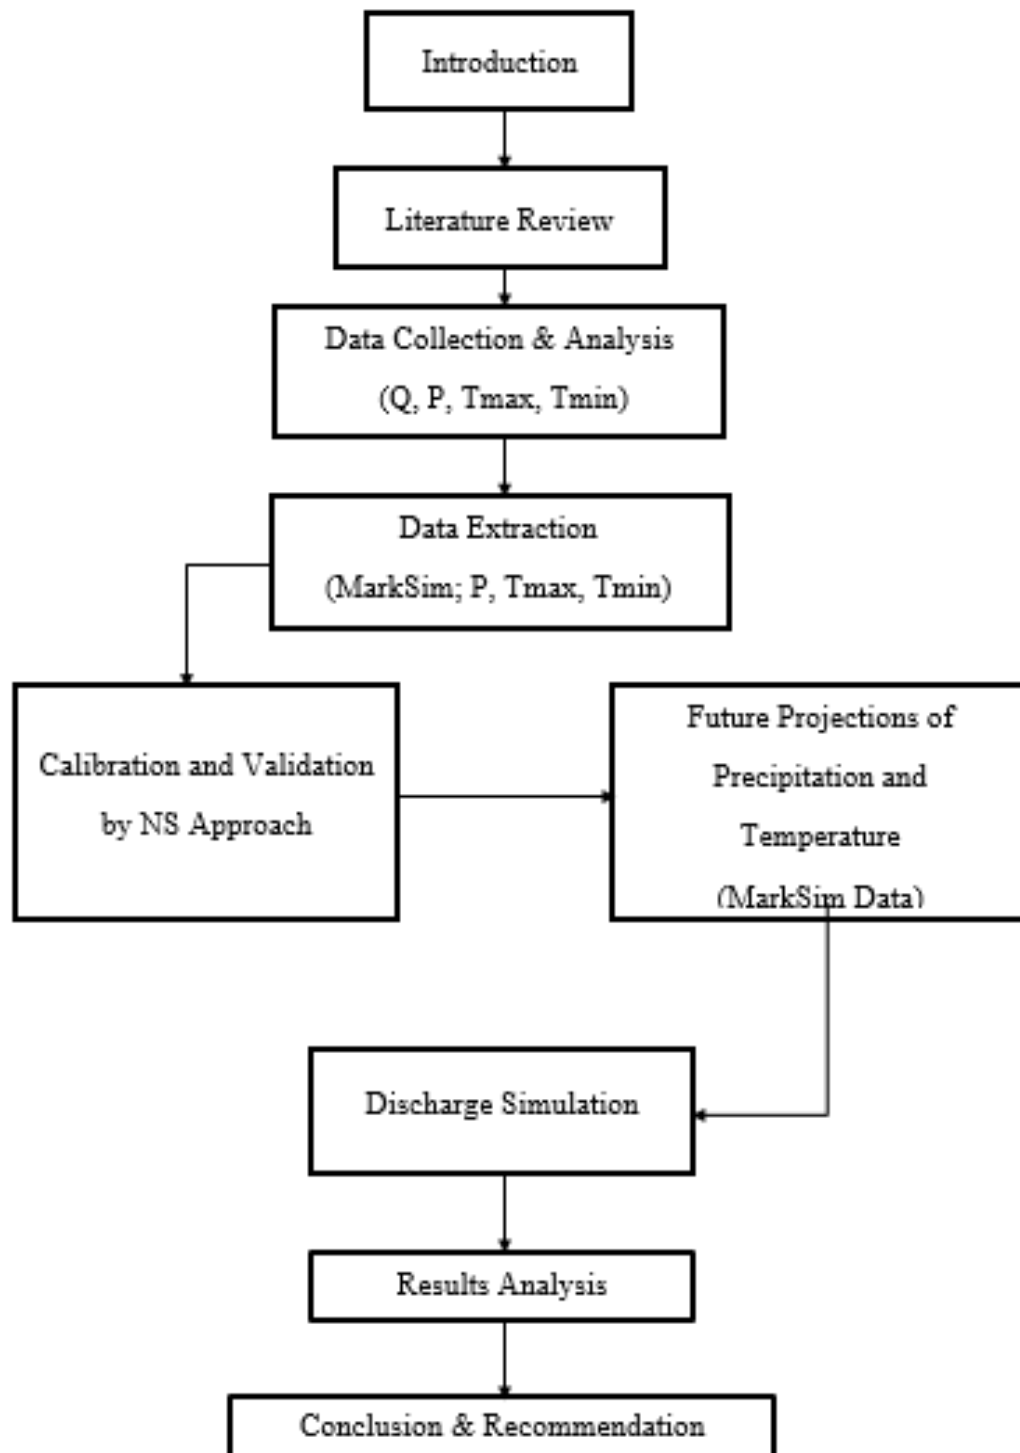 Introduction
Literature Review
Data Collection & Analysis
(Q, P, Tmax, Tmin)
Data Extraction
(MarkSim; P, Tmax, Tmin)
Calibration and Validation
by NS Approach
Future Projections of
Precipitation and
Temperature
(MarkSim Data)
Discharge Simulation
Results Analysis
Conclusion & Recommendation